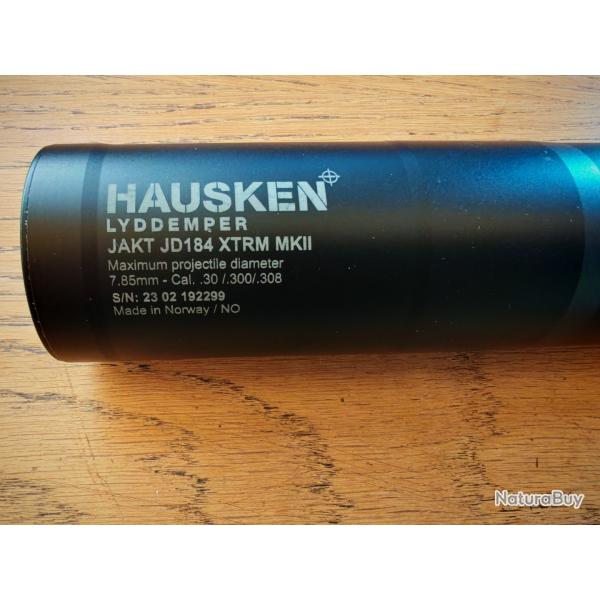 HAUSKEN
LYDDEMPER
JAKT JD184 XTRM MKII
Maximum projectile diameter
7.85mm - Cal. .30 /.300/.308
S/N: 23 02 192299
Made in Norway / NO
NaturaBuy